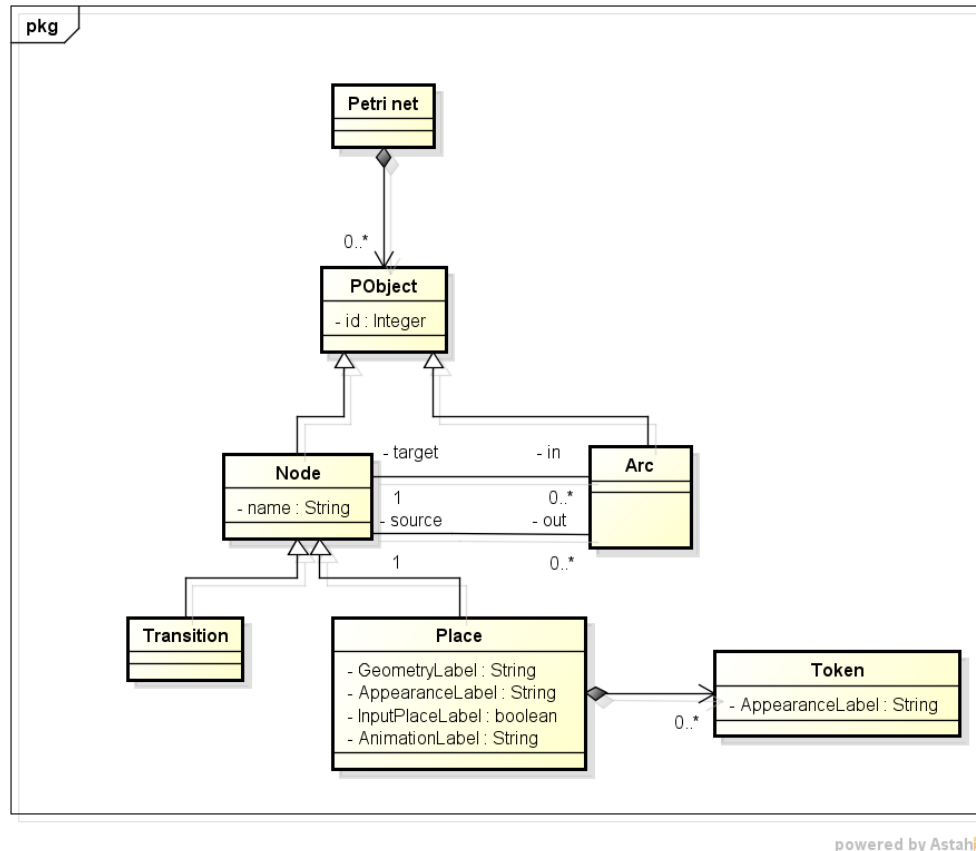 pkg
Petri net
0..*
PObject
- id : Integer
- target
- in
Node
Arc
- name : String
1
0..*
- source
- out
1
0..*
Transition
Place
- GeometryLabel : String
- AppearanceLabel : String
- InputPlaceLabel : boolean
- AnimationLabel : String
Token
- AppearanceLabel : String
0..*
powered by Astah